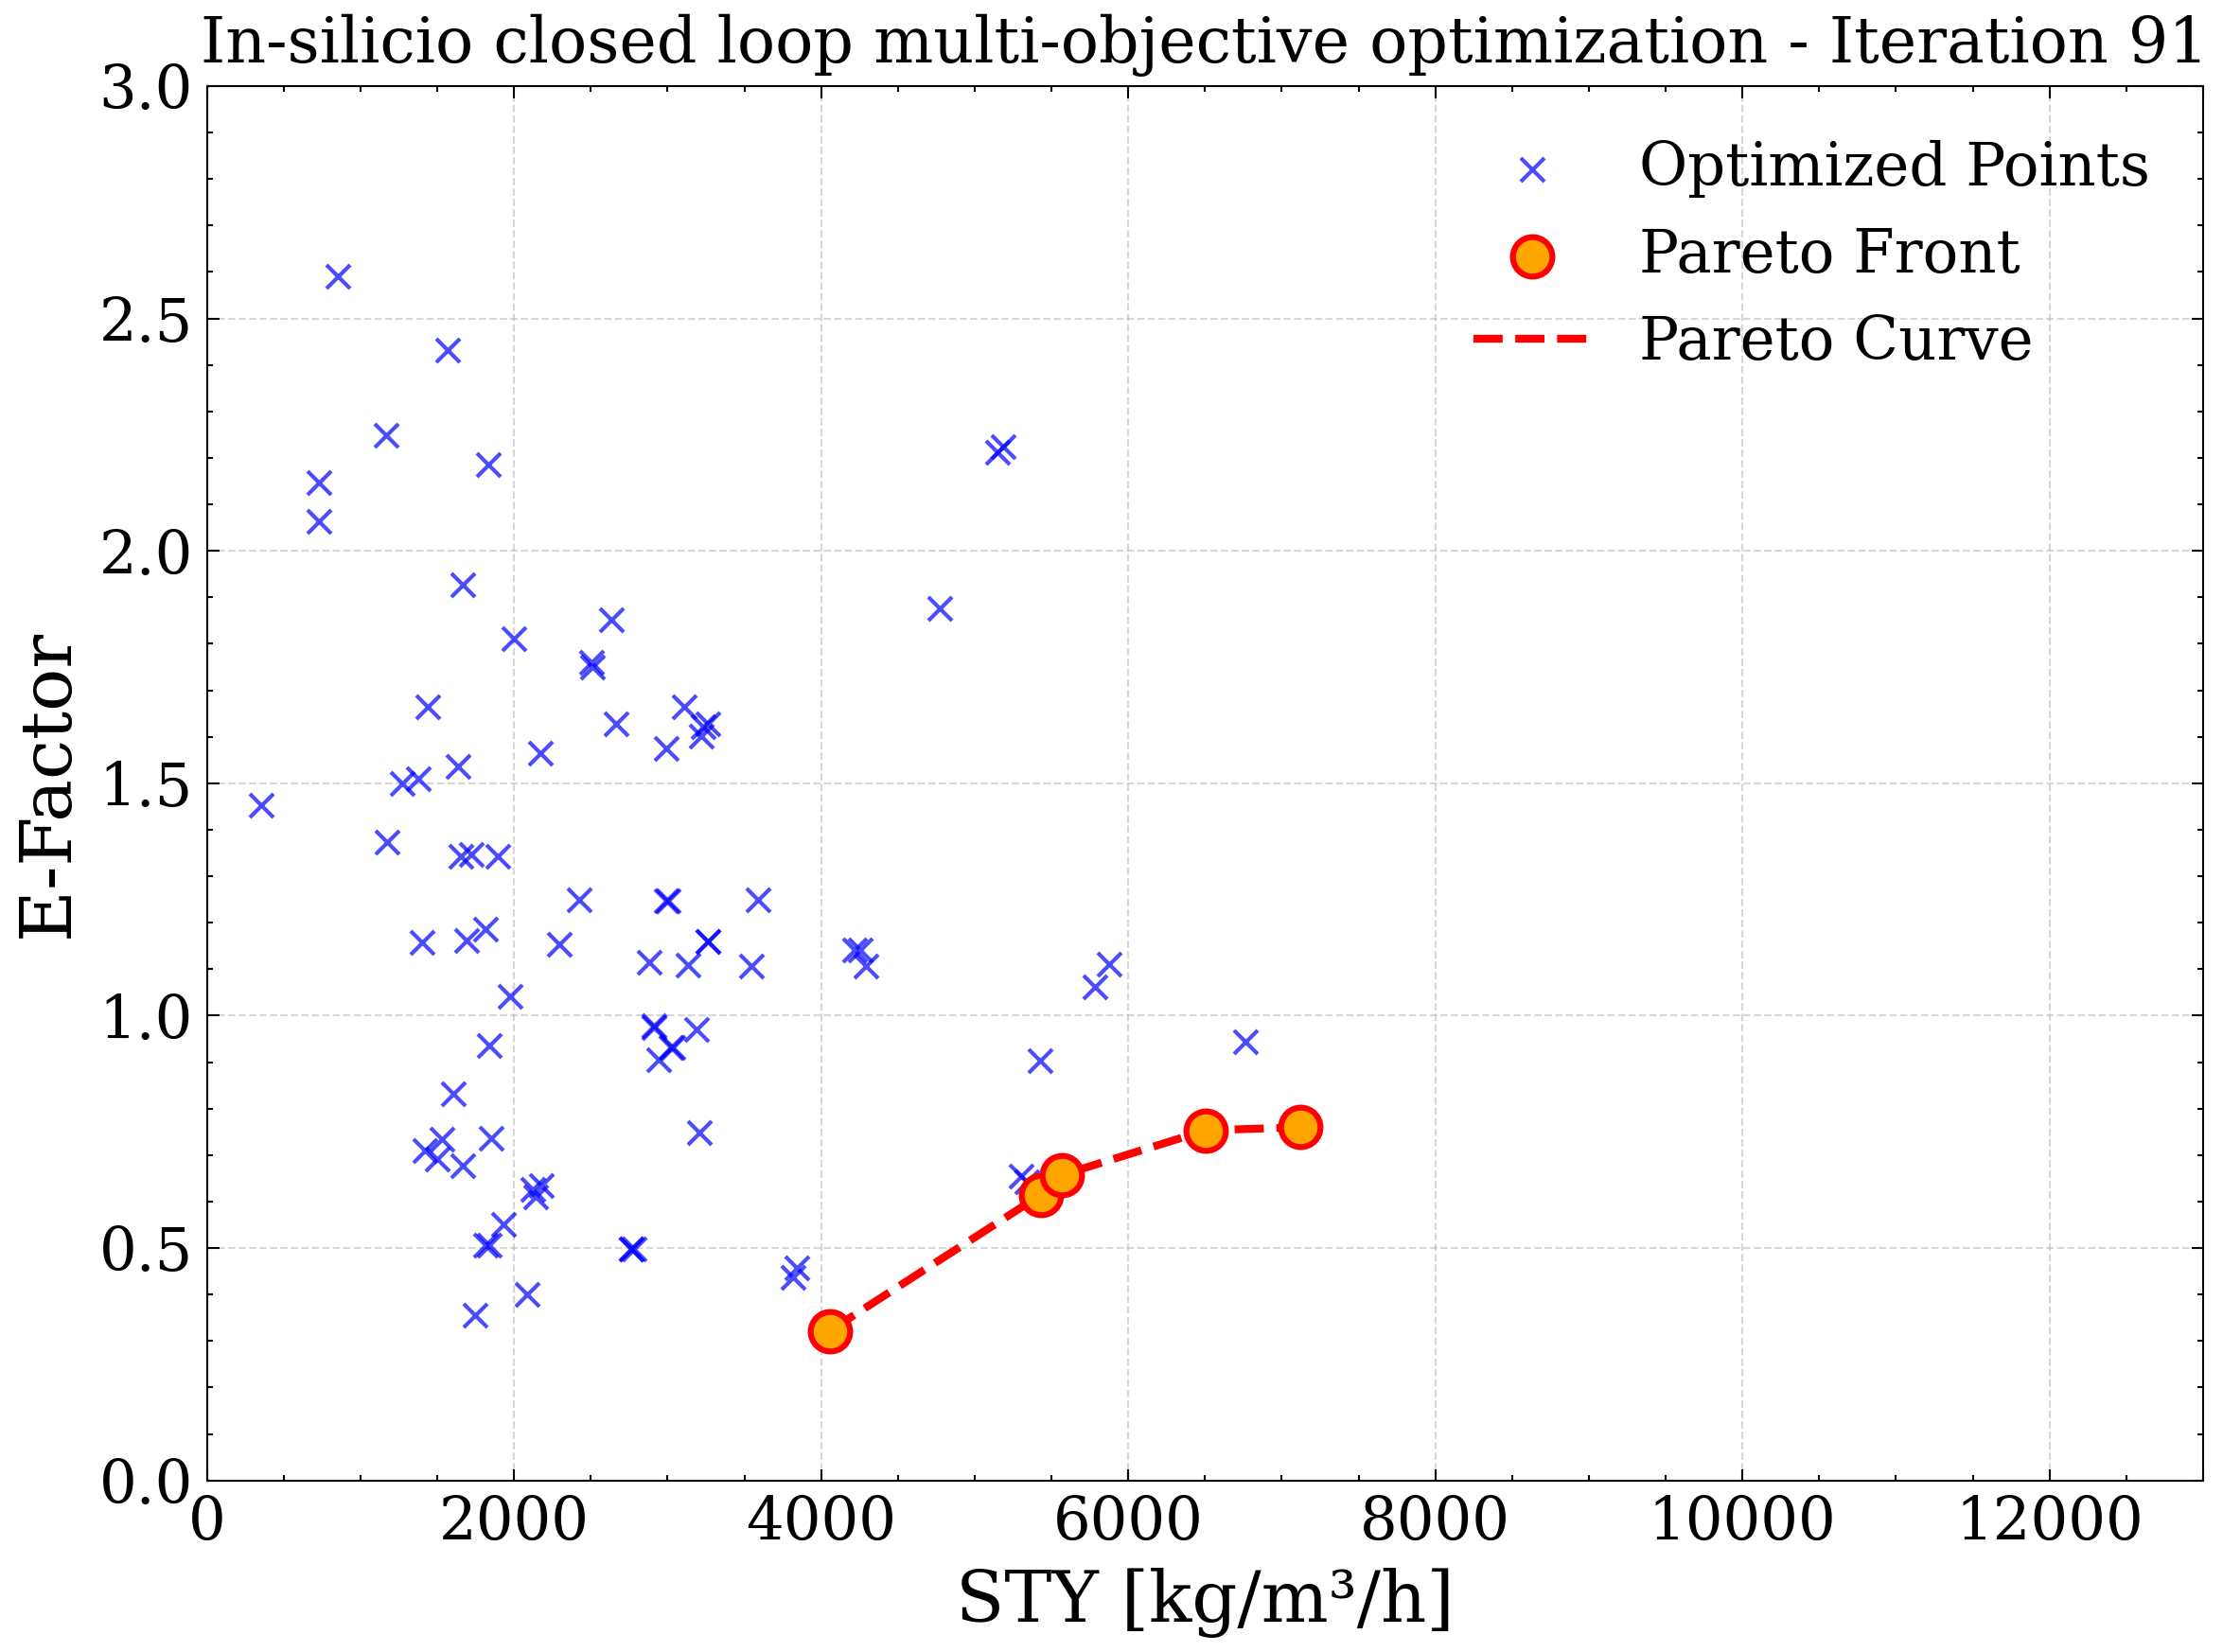 In-silicio closed loop multi-objective optimization - Iteration 91
Optimized Points
Pareto Front
Pareto Curve
E-Factor
3.0
2.5
2.0
1.5
1.0
0.5
0.0
0 2000 4000 6000 8000 10000 12000
STY [kg/m³/h]